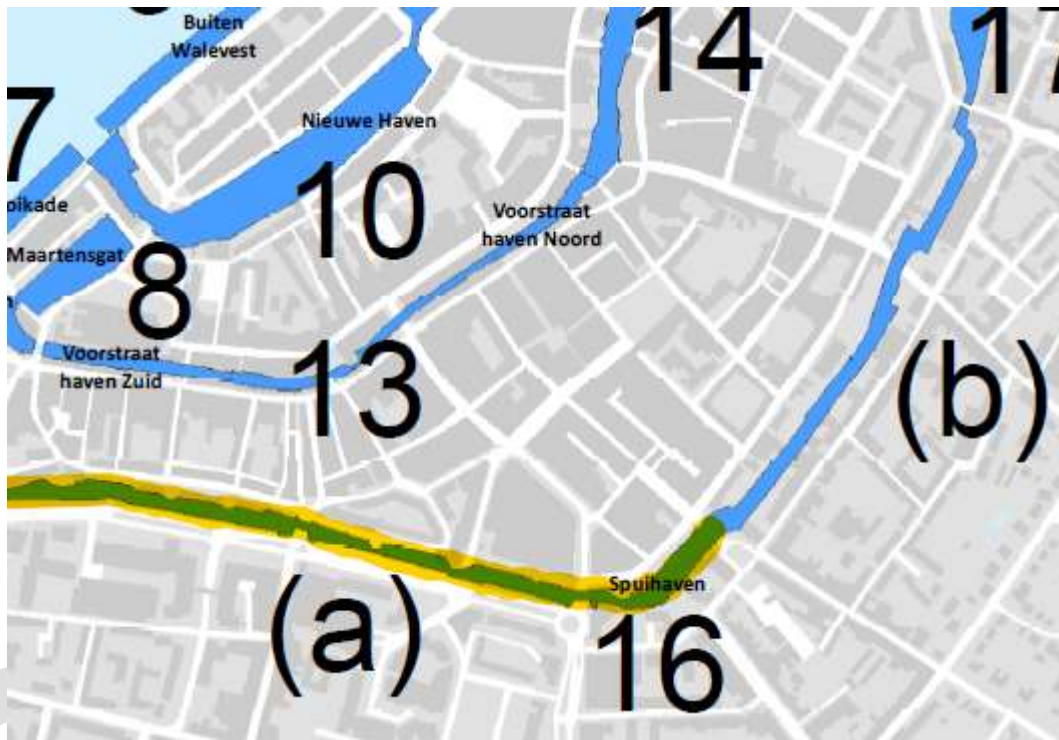 Buiten
Walevest
14
17
7
Nieuwe Haven
10
Voorstraat
haven Noord
oikade
Maartensgat
8
n
Voorstraat
haven Zuid
13
(b)
Spuihaven
(a)
16